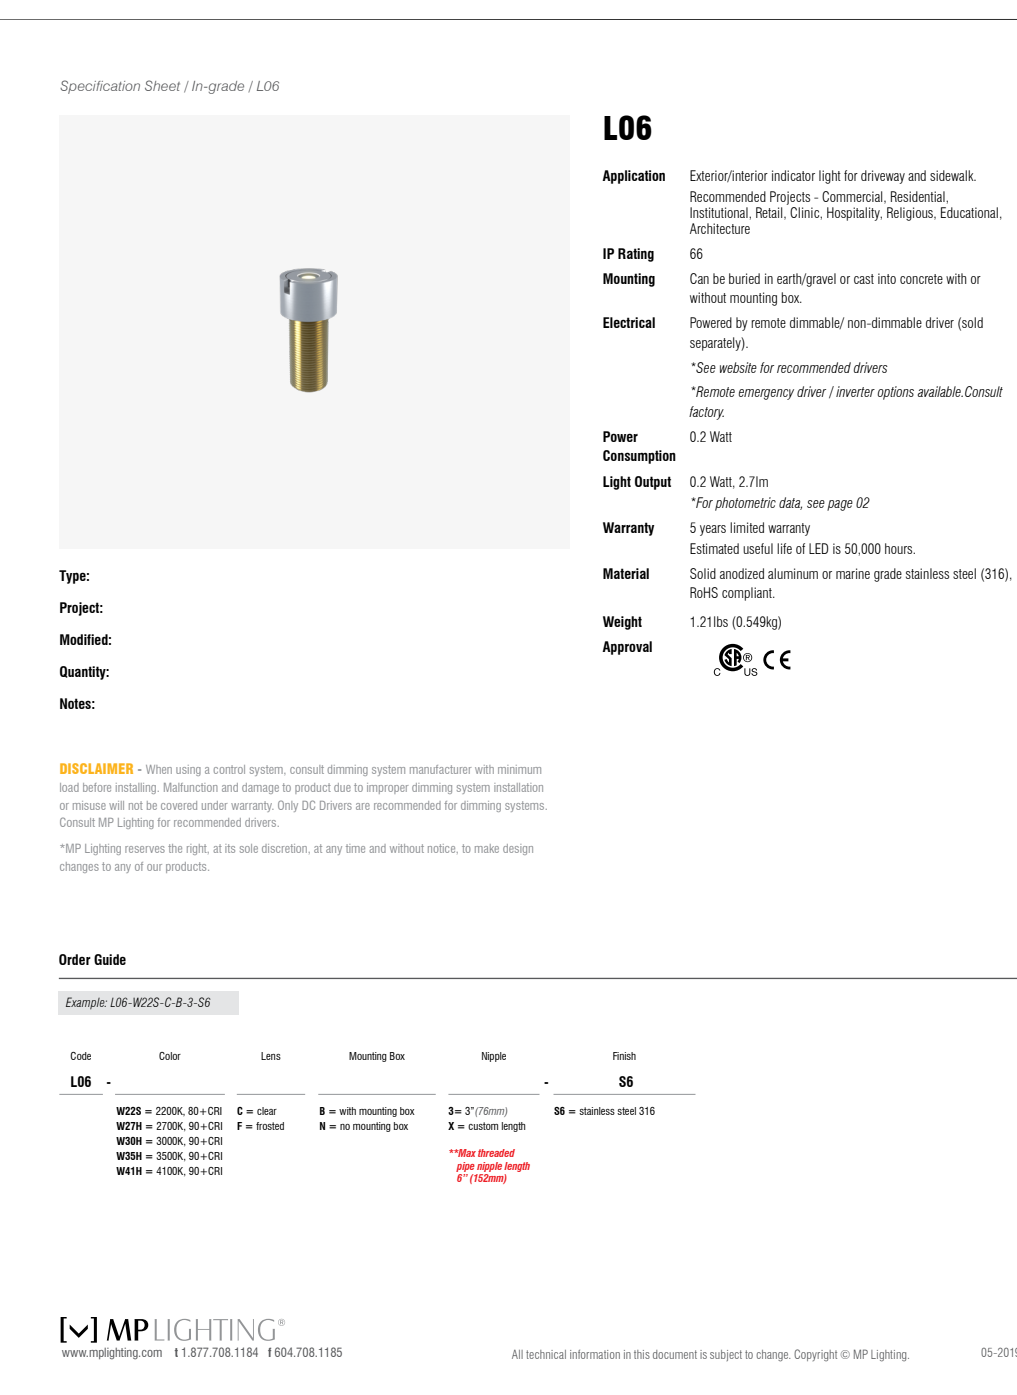 Specification Sheet / In-grade / L06
L06
Application Exterior/interior indicator light for driveway and sidewalk.
Recommended Projects - Commercial, Residential,
Institutional, Retail, Clinic, Hospitality, Religious, Educational,
Architecture
IP Rating 66
Mounting Can be buried in earth/gravel or cast into concrete with or
without mounting box.
Electrical Powered by remote dimmable/ non-dimmable driver (sold
separately).
*See website for recommended drivers
*Remote emergency driver / inverter options available.Consult
factory.
Power 0.2 Watt
Consumption
Light Output 0.2 Watt, 2.7lm
*For photometric data, see page 02
Warranty 5 years limited warranty
Estimated useful life of LED is 50,000 hours.
Material Solid anodized aluminum or marine grade stainless steel (316),
RoHS compliant.
Weight 1.21lbs (0.549kg)
Approval C SA® US CE
Type:
Project:
Modified:
Quantity:
Notes:
DISCLAIMER - When using a control system, consult dimming system manufacturer with minimum
load before installing. Malfunction and damage to product due to improper dimming system installation
or misuse will not be covered under warranty. Only DC Drivers are recommended for dimming systems.
Consult MP Lighting for recommended drivers.
*MP Lighting reserves the right, at its sole discretion, at any time and without notice, to make design
changes to any of our products.
Order Guide
Example: L06-W22S-C-B-3-S6
Code Color Lens Mounting Box Nipple Finish
L06 - - S6
W22S = 2200K, 80+CRI C = clear B = with mounting box 3= 3"(76mm) S6 = stainless steel 316
W27H = 2700K, 90+CRI F = frosted N = no mounting box X = custom length
W30H = 3000K, 90+CRI
W35H = 3500K, 90+CRI **Max threaded
W41H = 4100K, 90+CRI pipe nipple length
6" (152mm)
MP LIGHTING®
www.mplighting.com t 1.877.708.1184 f 604.708.1185 All technical information in this document is subject to change. Copyright © MP Lighting. 05-2019